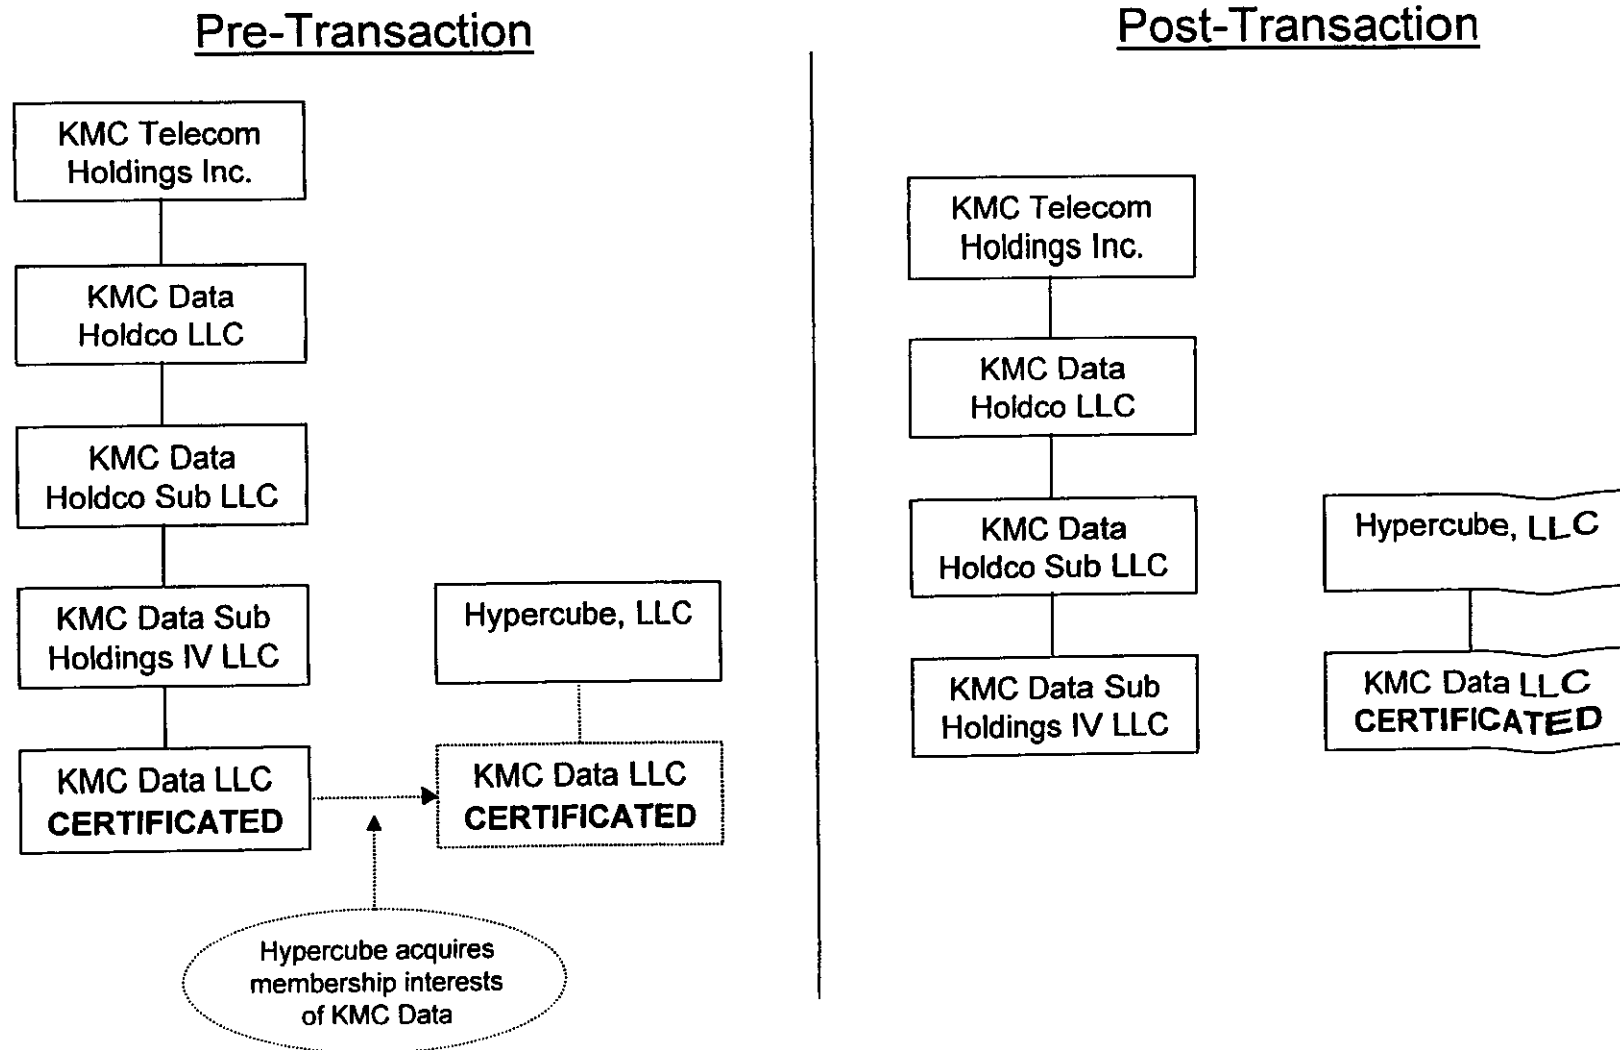 Pre-Transaction
KMC Telecom
Holdings Inc.
KMC Data
Holdco LLC
KMC Data
Holdco Sub LLC
KMC Data Sub
Holdings IV LLC
KMC Data LLC
CERTIFICATED
Hypercube, LLC
KMC Data LLC
CERTIFICATED
Hypercube acquires
membership interests
of KMC Data
Post-Transaction
KMC Telecom
Holdings Inc.
KMC Data
Holdco LLC
KMC Data
Holdco Sub LLC
KMC Data Sub
Holdings IV LLC
Hypercube, LLC
KMC Data LLC
CERTIFICATED